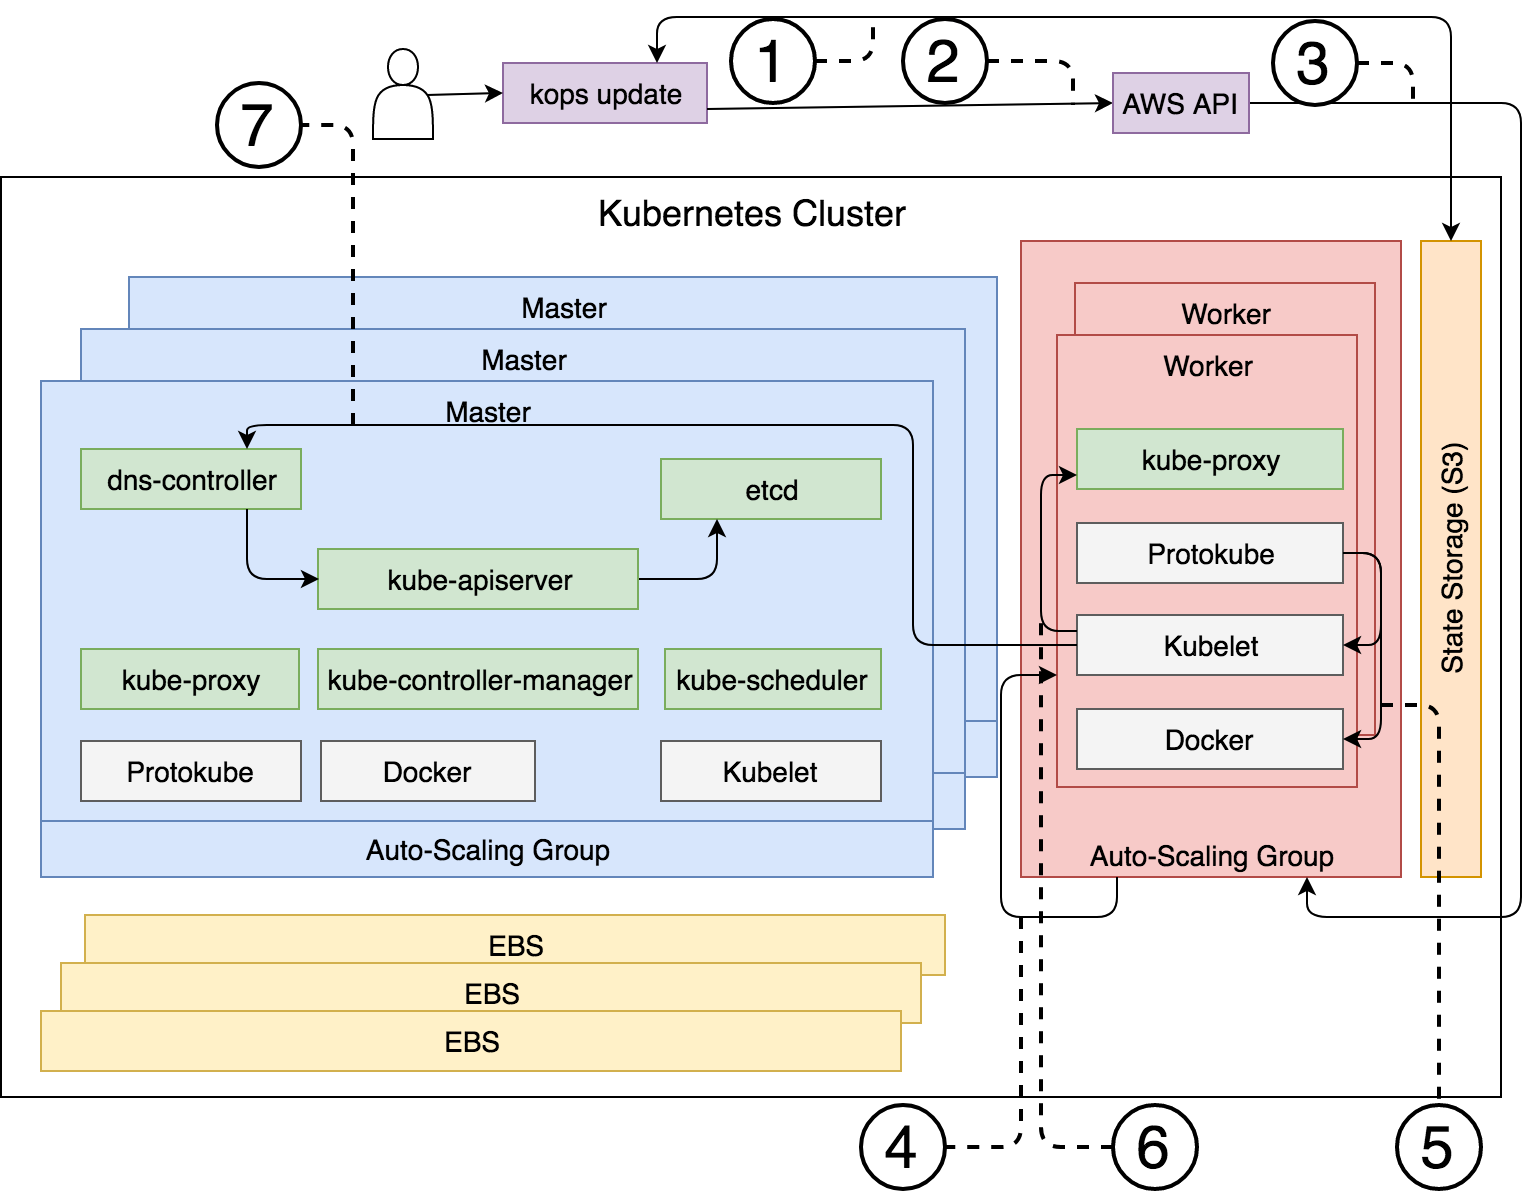 1
2
3
kops update
AWS API
7
Kubernetes Cluster
Master
Master
Master
dns-controller
etcd
kube-apiserver
kube-proxy
kube-controller-manager
kube-scheduler
Protokube
Docker
Kubelet
Auto-Scaling Group
Worker
Worker
kube-proxy
Protokube
Kubelet
Docker
Auto-Scaling Group
State Storage (S3)
EBS
EBS
EBS
4
6
5